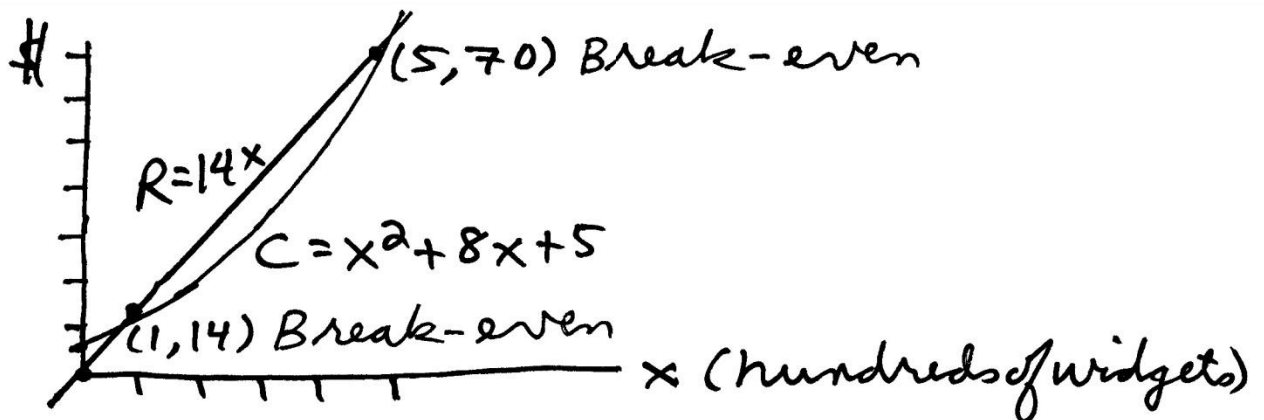 $
(5,70) Break-even
R=14x
C=x²+8x+5
(1,14) Break-even
x (hundreds of widgets)